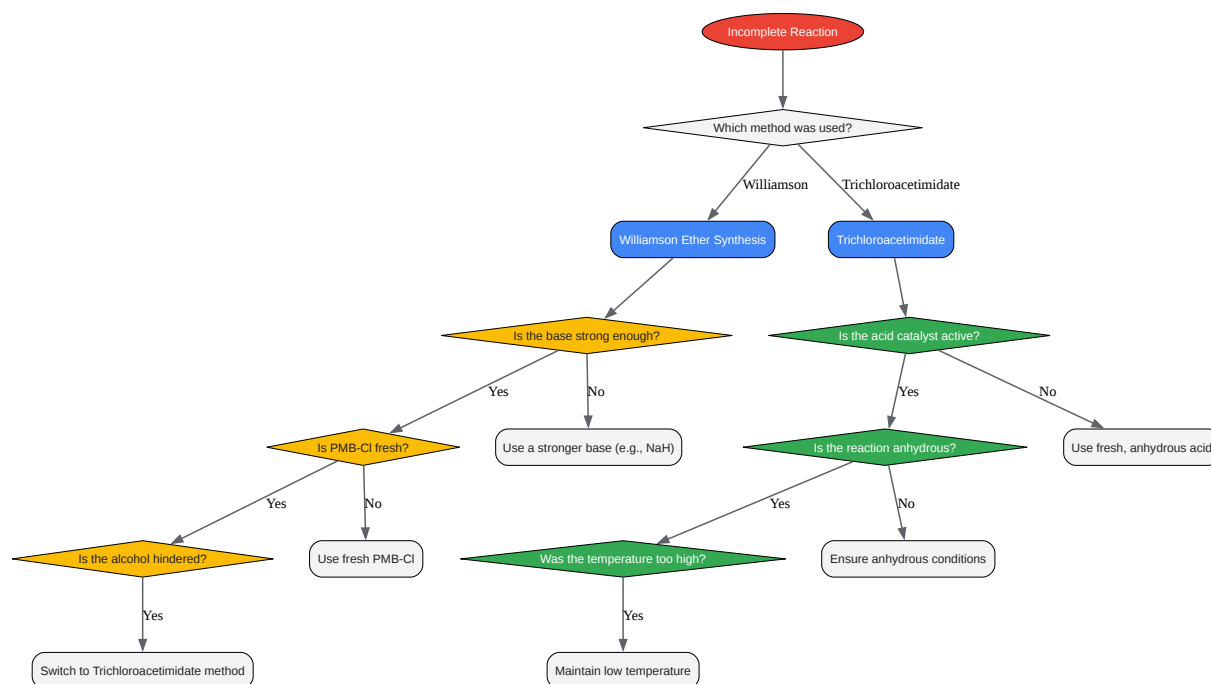 Incomplete Reaction
Which method was used?
Williamson
Trichloroacetimidate
Williamson Ether Synthesis
Trichloroacetimidate
Is the base strong enough?
Is the acid catalyst active?
Yes
No
Yes
No
Is PMB-Cl fresh?
Use a stronger base (e.g., NaH)
Is the reaction anhydrous?
Use fresh, anhydrous acid
Yes
No
Yes
No
Is the alcohol hindered?
Use fresh PMB-Cl
Was the temperature too high?
Ensure anhydrous conditions
Yes
Yes
Switch to Trichloroacetimidate method
Maintain low temperature